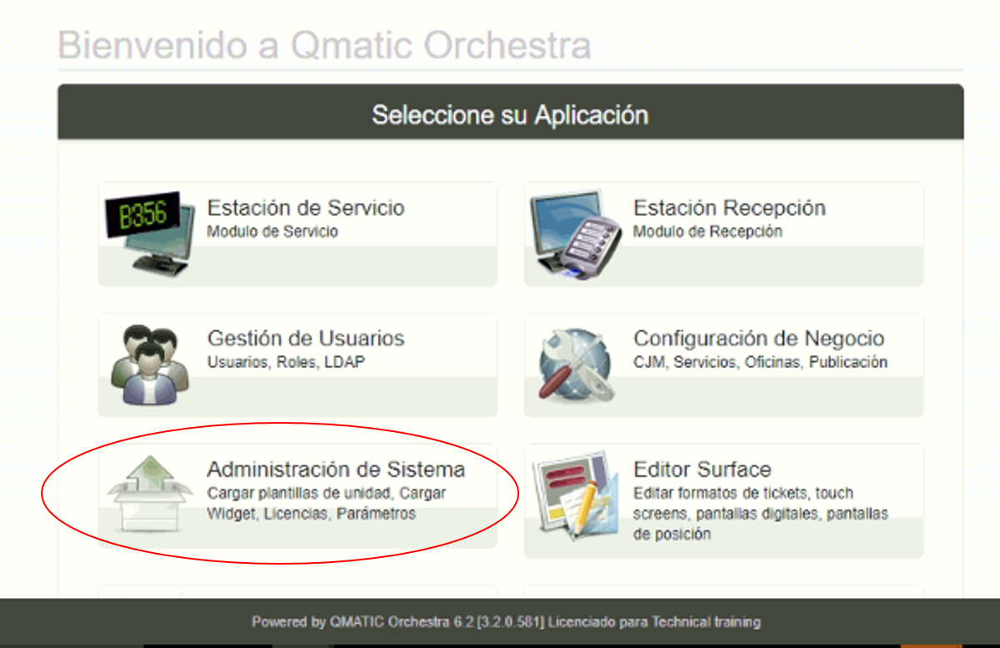 Bienvenido a Qmatic Orchestra
Seleccione su Aplicación
B356
Estación de Servicio
Modulo de Servicio
Estación Recepción
Modulo de Recepción
Gestión de Usuarios
Usuarios, Roles, LDAP
Configuración de Negocio
CJM, Servicios, Oficinas, Publicación
Administración de Sistema
Cargar plantillas de unidad, Cargar
Widget, Licencias, Parámetros
Editor Surface
Editar formatos de tickets, touch
screens, pantallas digitales, pantallas
de posición
Powered by QMATIC Orchestra 6.2 [3.2.0.581] Licenciado para Technical training